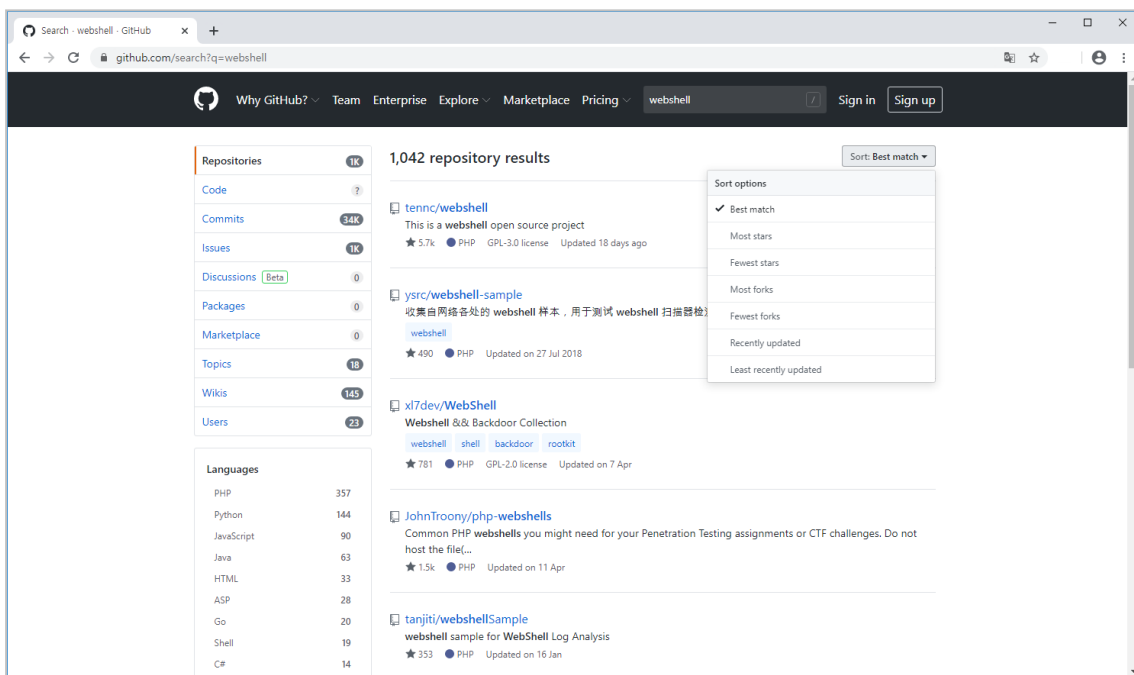 Search · webshell · GitHub
github.com/search?q=webshell
Why GitHub? Team Enterprise Explore Marketplace Pricing webshell / Sign in Sign up
Repositories 1K
Code ?
Commits 34K
Issues 1K
Discussions Beta 0
Packages 0
Marketplace 0
Topics 18
Wikis 145
Users 23
Languages
PHP 357
Python 144
JavaScript 90
Java 63
HTML 33
ASP 28
Go 20
Shell 19
C# 14
1,042 repository results
Sort: Best match
Sort options
Best match
Most stars
Fewest stars
Most forks
Fewest forks
Recently updated
Least recently updated
tennc/webshell
This is a webshell open source project
5.7k PHP GPL-3.0 license Updated 18 days ago
ysrc/webshell-sample
收集自网络各处的 webshell 样本，用于测试 webshell 扫描器检
webshell
490 PHP Updated on 27 Jul 2018
xl7dev/WebShell
Webshell && Backdoor Collection
webshell shell backdoor rootkit
781 PHP GPL-2.0 license Updated on 7 Apr
JohnTroony/php-webshells
Common PHP webshells you might need for your Penetration Testing assignments or CTF challenges. Do not
host the file(...
1.5k PHP Updated on 11 Apr
tanjiti/webshellSample
webshell sample for WebShell Log Analysis
353 PHP Updated on 16 Jan